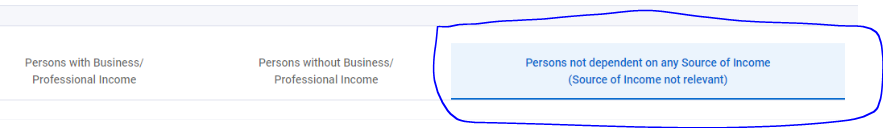 Persons with Business/
Professional Income
Persons without Business/
Professional Income
Persons not dependent on any Source of Income
(Source of Income not relevant)